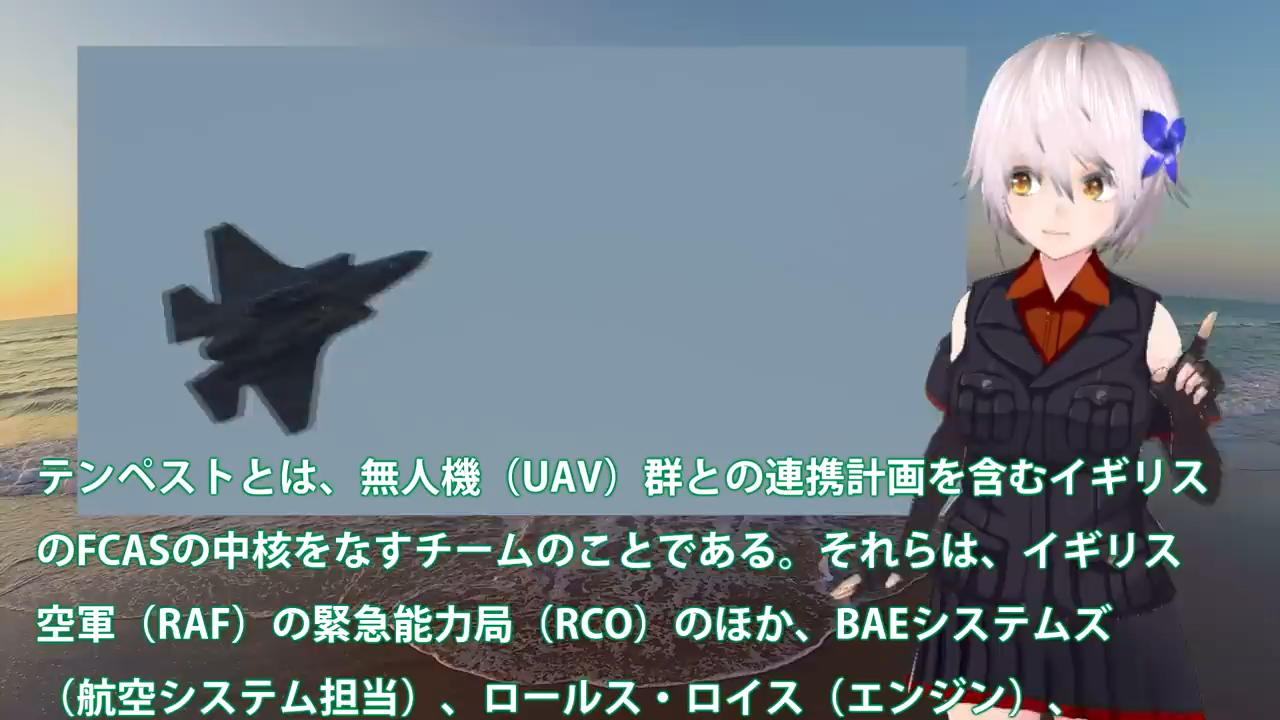 テンペストとは、無人機（UAV）群との連携計画を含むイギリス
のFCASの中核をなすチームのことである。それらは、イギリス
空軍（RAF）の緊急能力局（RCO）のほか、BAEシステムズ
（航空システム担当）、ロールス・ロイス（エンジン）、